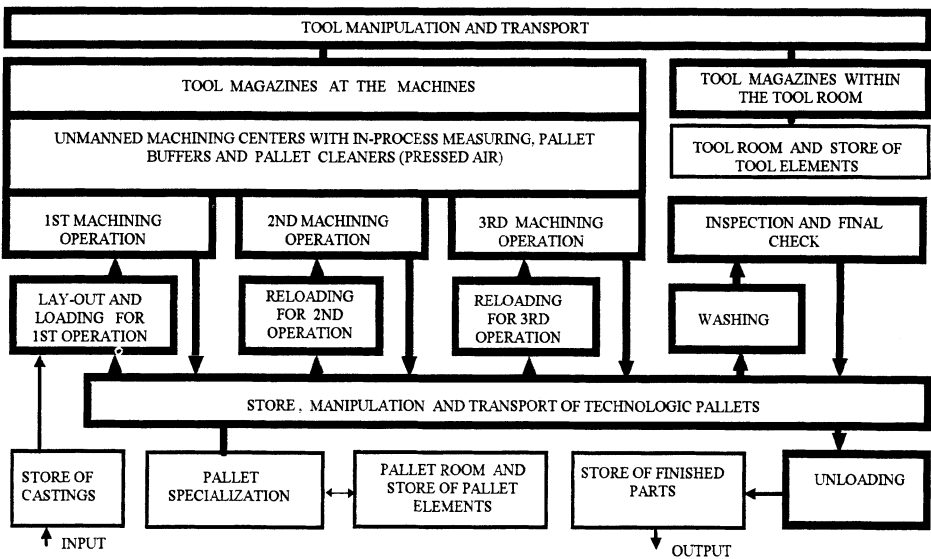 TOOL MANIPULATION AND TRANSPORT
TOOL MAGAZINES AT THE MACHINES
TOOL MAGAZINES WITHIN
THE TOOL ROOM
UNMANNED MACHINING CENTERS WITH IN-PROCESS MEASURING, PALLET
BUFFERS AND PALLET CLEANERS (PRESSED AIR)
TOOL ROOM AND STORE OF
TOOL ELEMENTS
1ST MACHINING
OPERATION
2ND MACHINING
OPERATION
3RD MACHINING
OPERATION
INSPECTION AND FINAL
CHECK
LAY-OUT AND
LOADING FOR
1ST OPERATION
RELOADING
FOR 2ND
OPERATION
RELOADING
FOR 3RD
OPERATION
WASHING
STORE , MANIPULATION AND TRANSPORT OF TECHNOLOGIC PALLETS
STORE OF
CASTINGS
PALLET
SPECIALIZATION
PALLET ROOM AND
STORE OF PALLET
ELEMENTS
STORE OF FINISHED
PARTS
UNLOADING
INPUT
OUTPUT